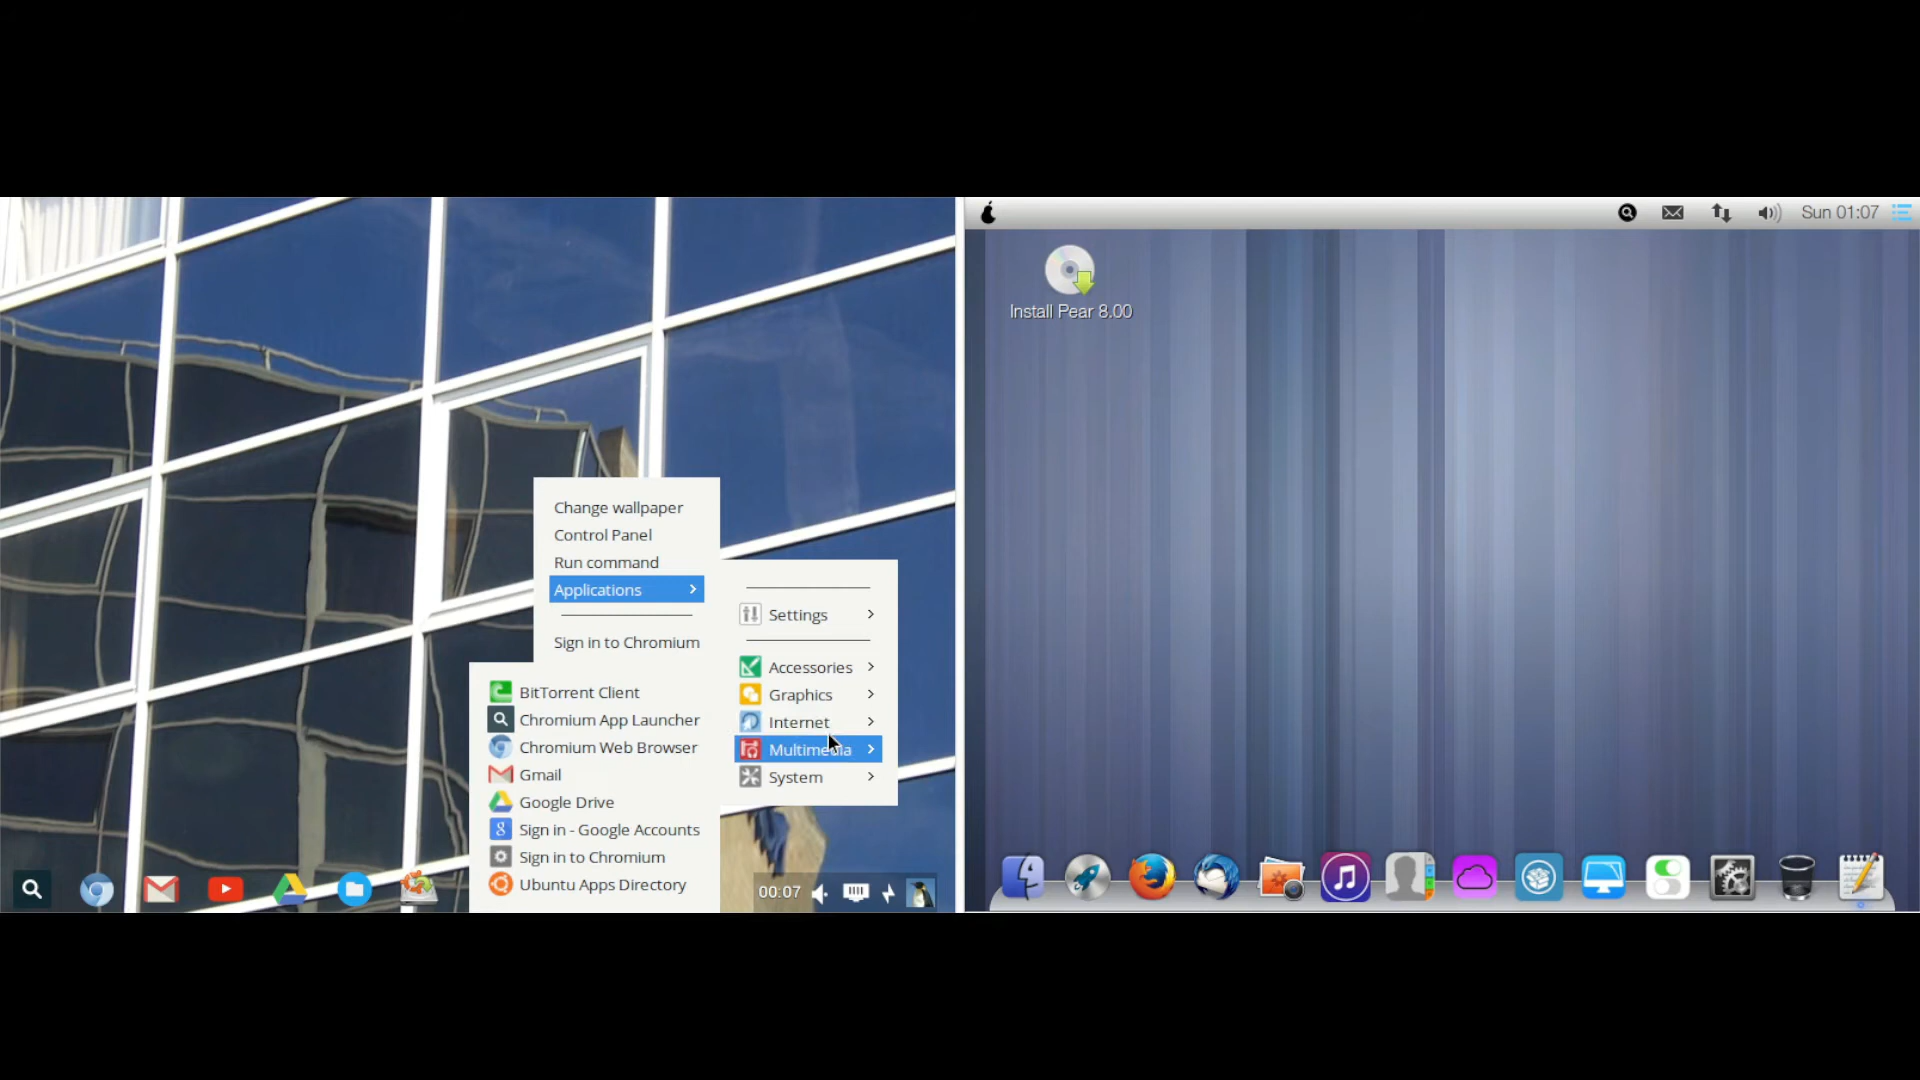 Change wallpaper
Control Panel
Run command
Applications
Sign in to Chromium
Settings
Accessories
Graphics
Internet
Multimedia
System
BitTorrent Client
Chromium App Launcher
Chromium Web Browser
Gmail
Google Drive
Sign in - Google Accounts
Sign in to Chromium
Ubuntu Apps Directory
00:07
Sun 01:07
Install Pear 8.00